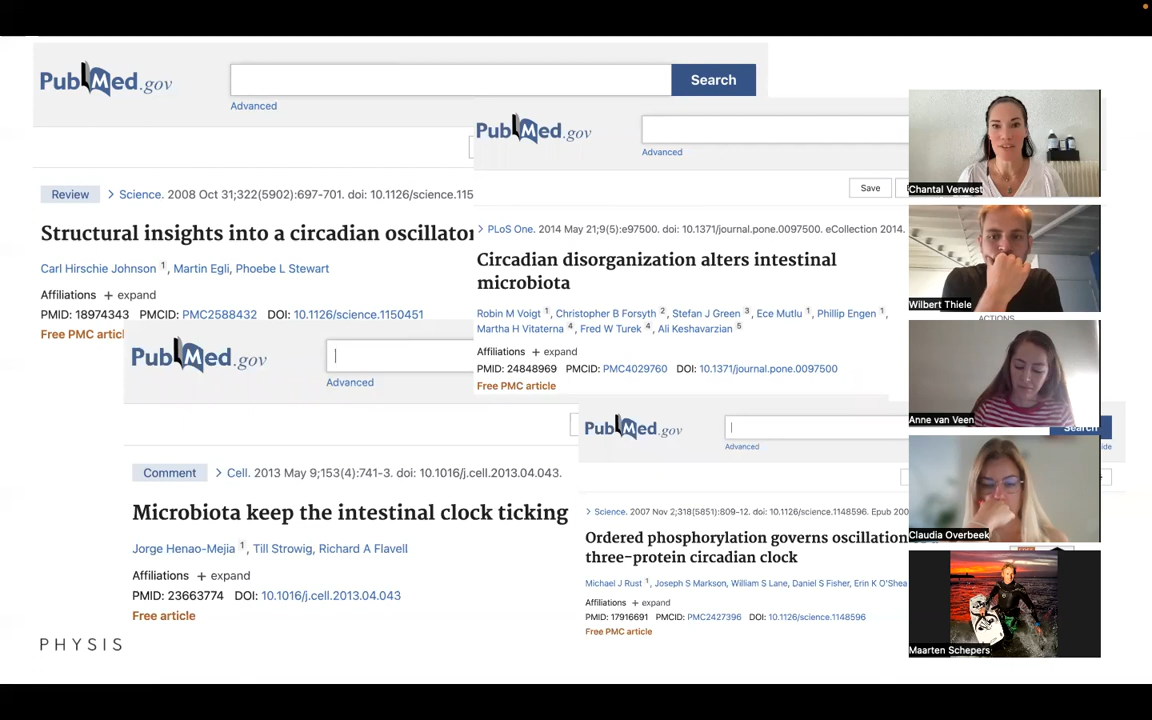 PubMed.gov
Search
Advanced
Review > Science. 2008 Oct 31;322(5902):697-701. doi: 10.1126/science.115
Structural insights into a circadian oscillator
Carl Hirschie Johnson 1, Martin Egli, Phoebe L Stewart
Affiliations + expand
PMID: 18974343 PMCID: PMC2588432 DOI: 10.1126/science.1150451
Free PMC artic
PubMed.gov
Advanced
Save
> PLoS One. 2014 May 21;9(5):e97500. doi: 10.1371/journal.pone.0097500. eCollection 2014.
Circadian disorganization alters intestinal
microbiota
Robin M Voigt 1, Christopher B Forsyth 2, Stefan J Green 3, Ece Mutlu 1, Phillip Engen 1,
Martha H Vitaterna 4, Fred W Turek 4, Ali Keshavarzian 5
Affiliations + expand
PMID: 24848969 PMCID: PMC4029760 DOI: 10.1371/journal.pone.0097500
Free PMC article
PubMed.gov
Advanced
Comment > Cell. 2013 May 9;153(4):741-3. doi: 10.1016/j.cell.2013.04.043.
Microbiota keep the intestinal clock ticking
Jorge Henao-Mejia 1, Till Strowig, Richard A Flavell
Affiliations + expand
PMID: 23663774 DOI: 10.1016/j.cell.2013.04.043
Free article
PubMed.gov
Search
Advanced
ide
> Science. 2007 Nov 2;318(5851):809-12. doi: 10.1126/science.1148596. Epub 200
Ordered phosphorylation governs oscillation
three-protein circadian clock
Michael J Rust 1, Joseph S Markson, William S Lane, Daniel S Fisher, Erin K O'Shea
Affiliations + expand
PMID: 17916691 PMCID: PMC2427396 DOI: 10.1126/science.1148596
Free PMC article
PHYSIS
Chantal Verwest
Wilbert Thiele
ACTIONS
Anne van Veen
Claudia Overbeek
Maarten Schepers